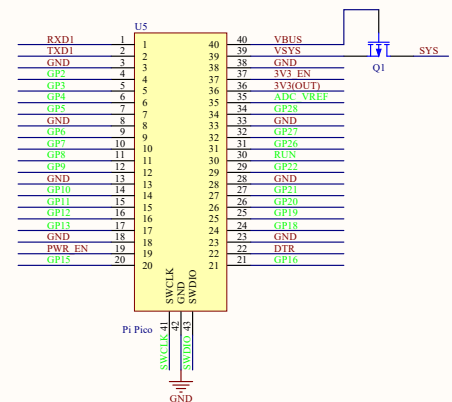 U5
RXD1 1 1 40 40 VBUS
TXD1 2 2 39 39 VSYS SYS
GND 3 3 38 38 GND Q1
GP2 4 4 37 37 3V3_EN
GP3 5 5 36 36 3V3(OUT)
GP4 6 6 35 35 ADC_VREF
GP5 7 7 34 34 GP28
GND 8 8 33 33 GND
GP6 9 9 32 32 GP27
GP7 10 10 31 31 GP26
GP8 11 11 30 30 RUN
GP9 12 12 29 29 GP22
GND 13 13 28 28 GND
GP10 14 14 27 27 GP21
GP11 15 15 26 26 GP20
GP12 16 16 25 25 GP19
GP13 17 17 24 24 GP18
GND 18 18 23 23 GND
PWR_EN 19 19 22 22 DTR
GP15 20 20 21 21 GP16
SWCLK GND SWDIO
Pi Pico 41 42 43
SWCLK SWDIO
GND